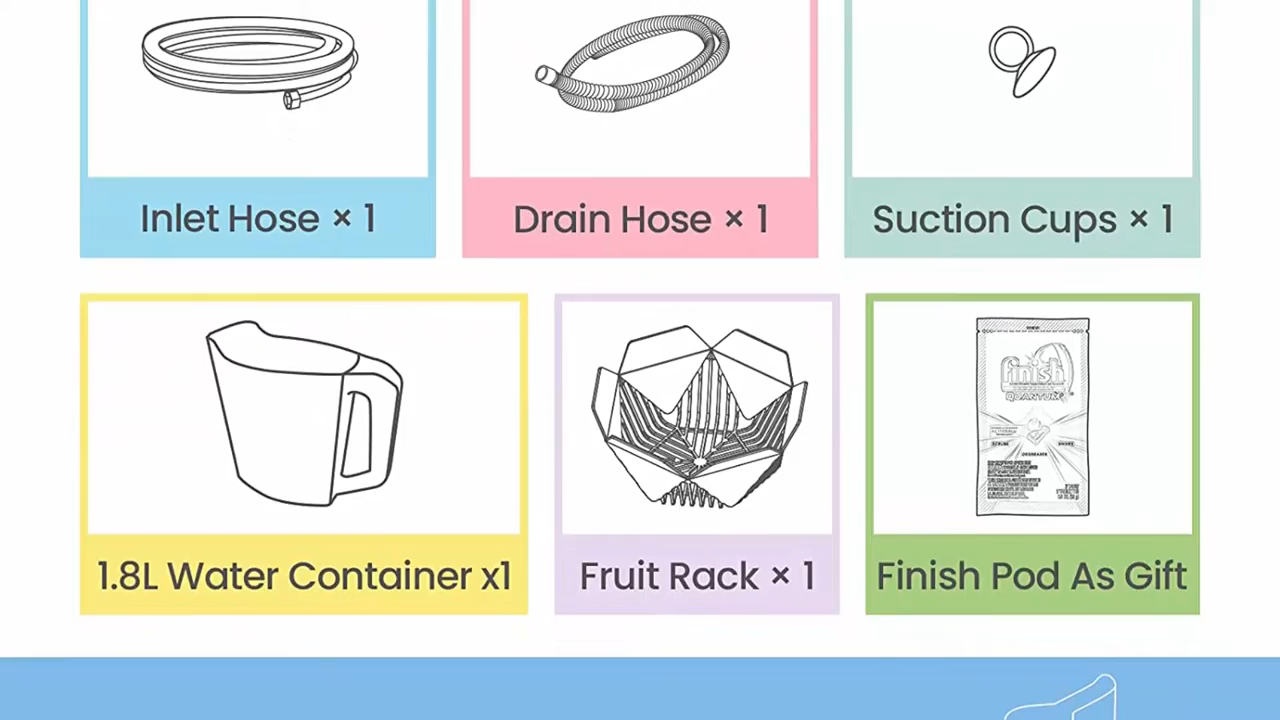 Inlet Hose × 1
Drain Hose × 1
Suction Cups × 1
finish
QUANTUM
1.8L Water Container x1
Fruit Rack × 1
Finish Pod As Gift